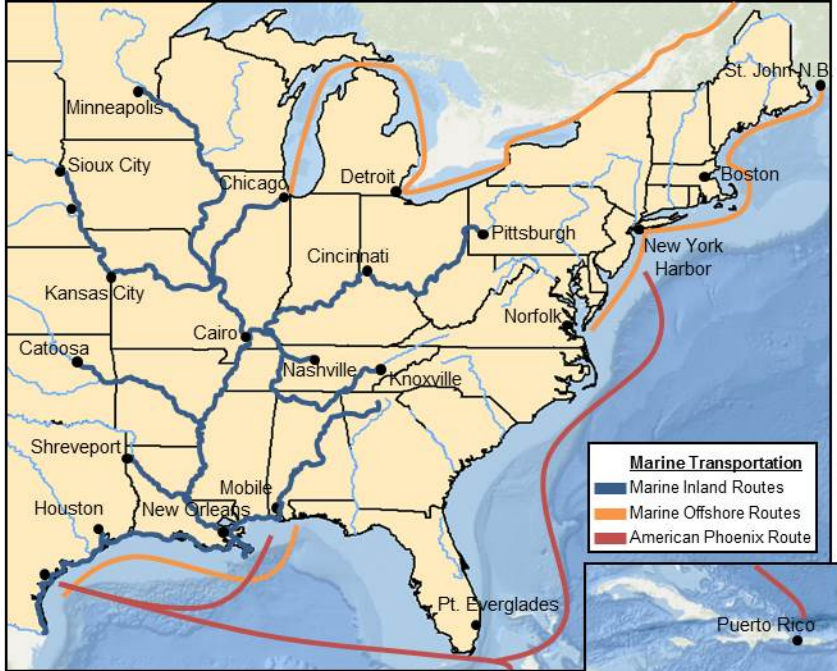 St. John N.B
Minneapolis
Sioux City
Boston
Chicago
Detroit
Pittsburgh
New York
Harbor
Cincinnati
Kansas City
Norfolk
Cairo
Catoosa
Nashville
Knoxville
Shreveport
Marine Transportation
Marine Inland Routes
Marine Offshore Routes
American Phoenix Route
Mobile
New Orleans
Houston
Pt. Everglades
Puerto Rico